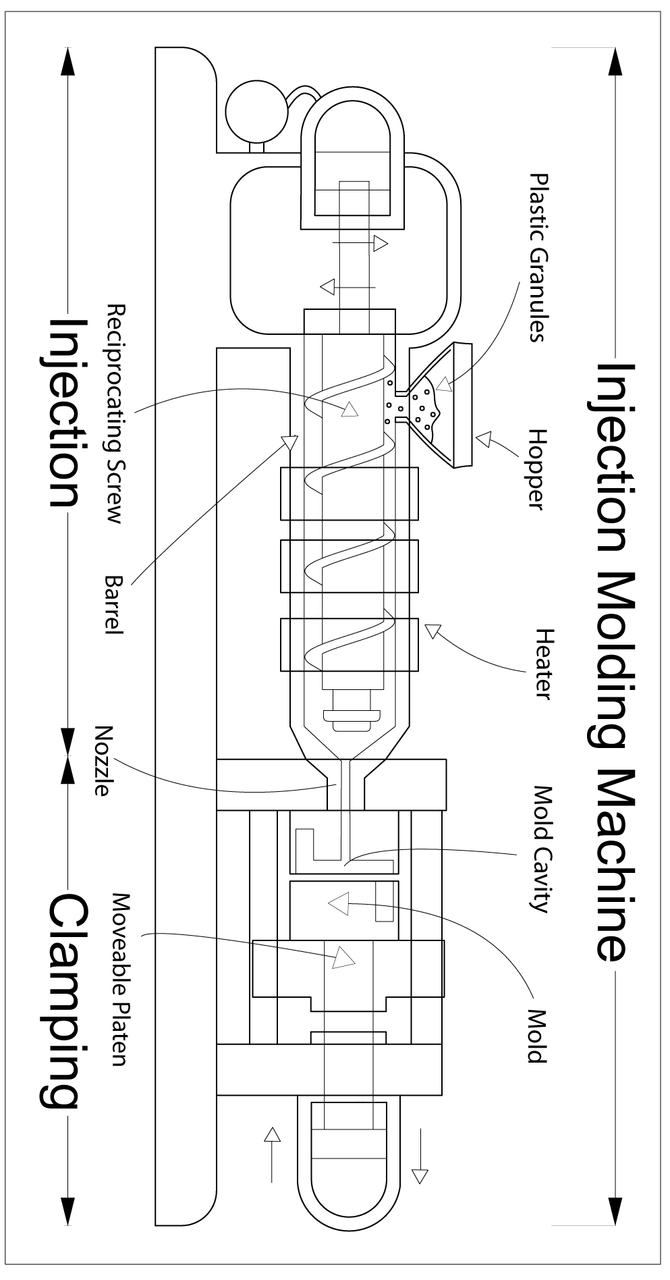 Injection Molding Machine
Plastic Granules
Hopper
Heater
Mold Cavity
Mold
Reciprocating Screw
Barrel
Nozzle
Moveable Platen
Injection
Clamping